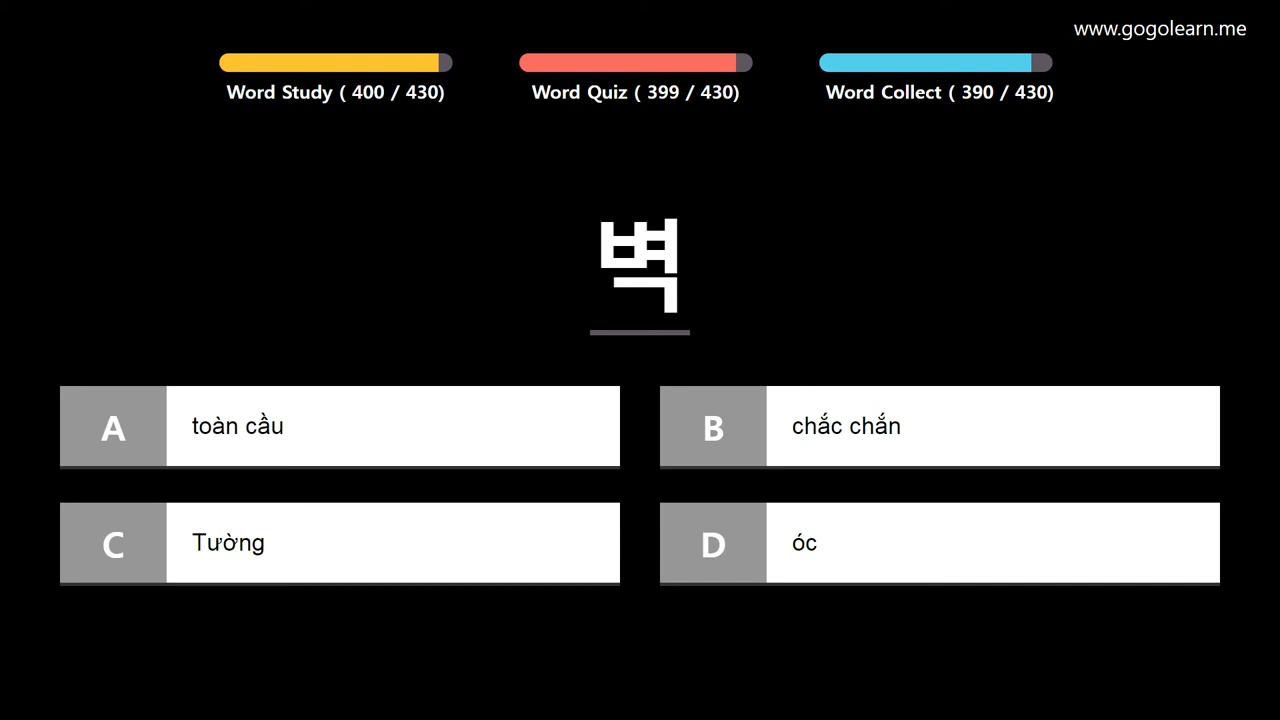 www.gogolearn.me
Word Study ( 400 / 430)
Word Quiz ( 399 / 430)
Word Collect ( 390 / 430)
벽
A toàn cầu
B chắc chắn
C Tường
D óc